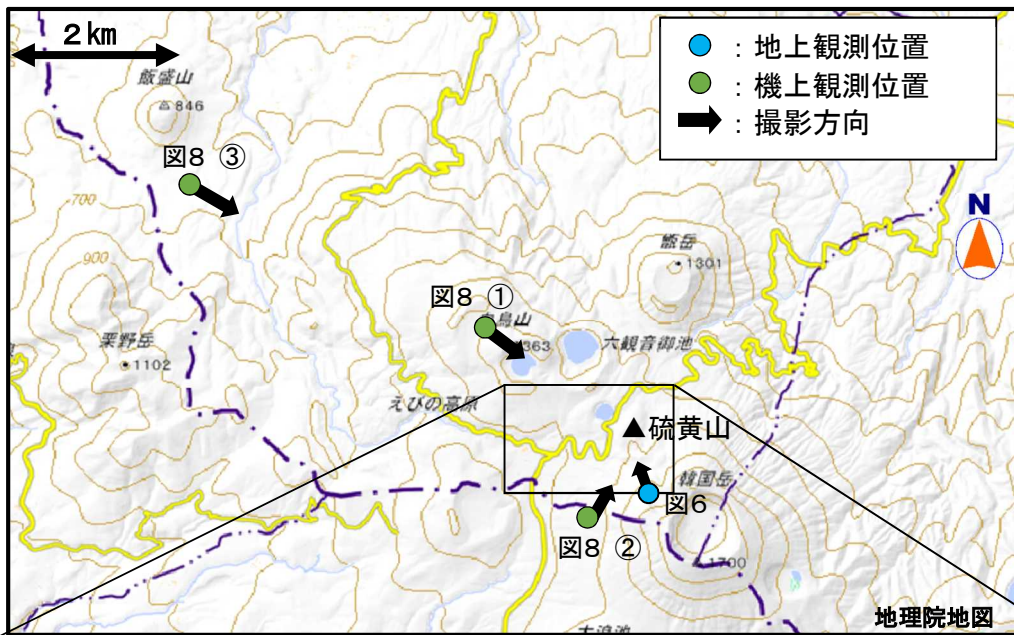 2km
飯盛山
846
図8 ③
：地上観測位置
：機上観測位置
：撮影方向
N
700
900
甑岳
1301
図8 ①
栗野岳
1102
363
六観音御池
えびの高原
硫黄山
韓国岳
図6
図8 ②
1700
地理院地図